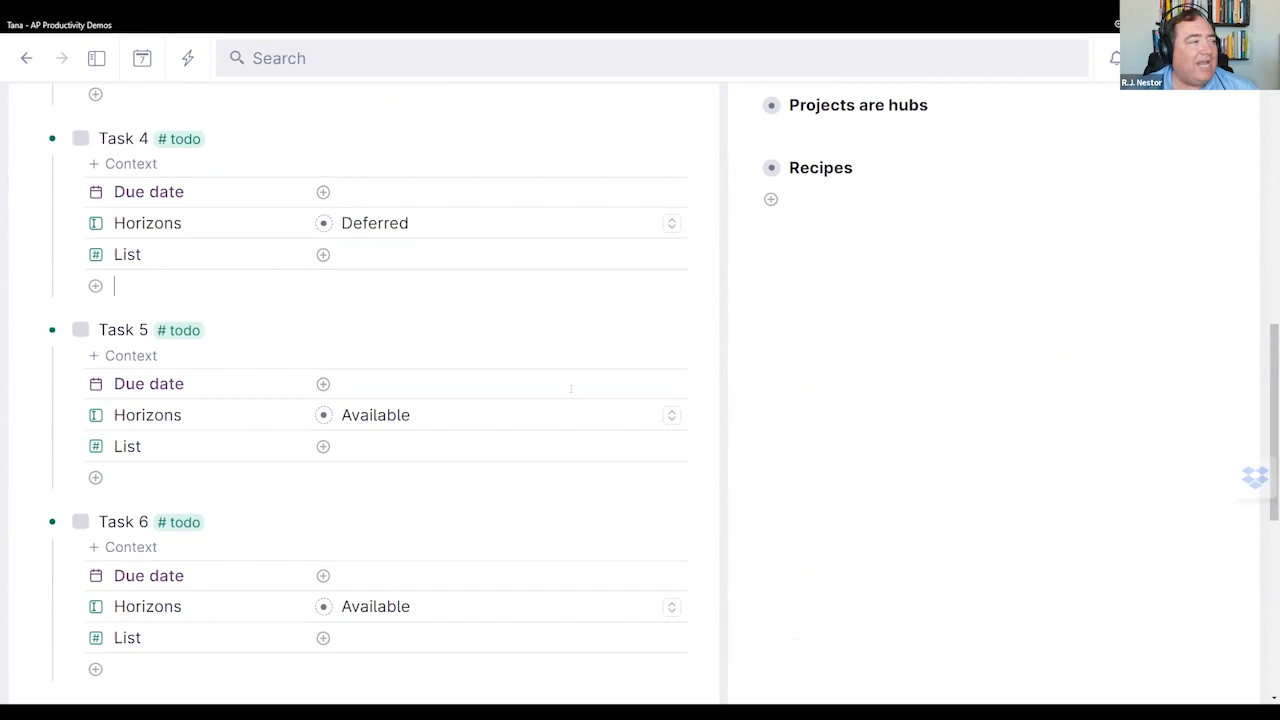 Tana - AP Productivity Demos
7
Search
R.J. Nestor
Task 4 # todo
+ Context
Due date
Horizons Deferred
# List
Task 5 # todo
+ Context
Due date
Horizons Available
# List
Task 6 # todo
+ Context
Due date
Horizons Available
# List
Projects are hubs
Recipes